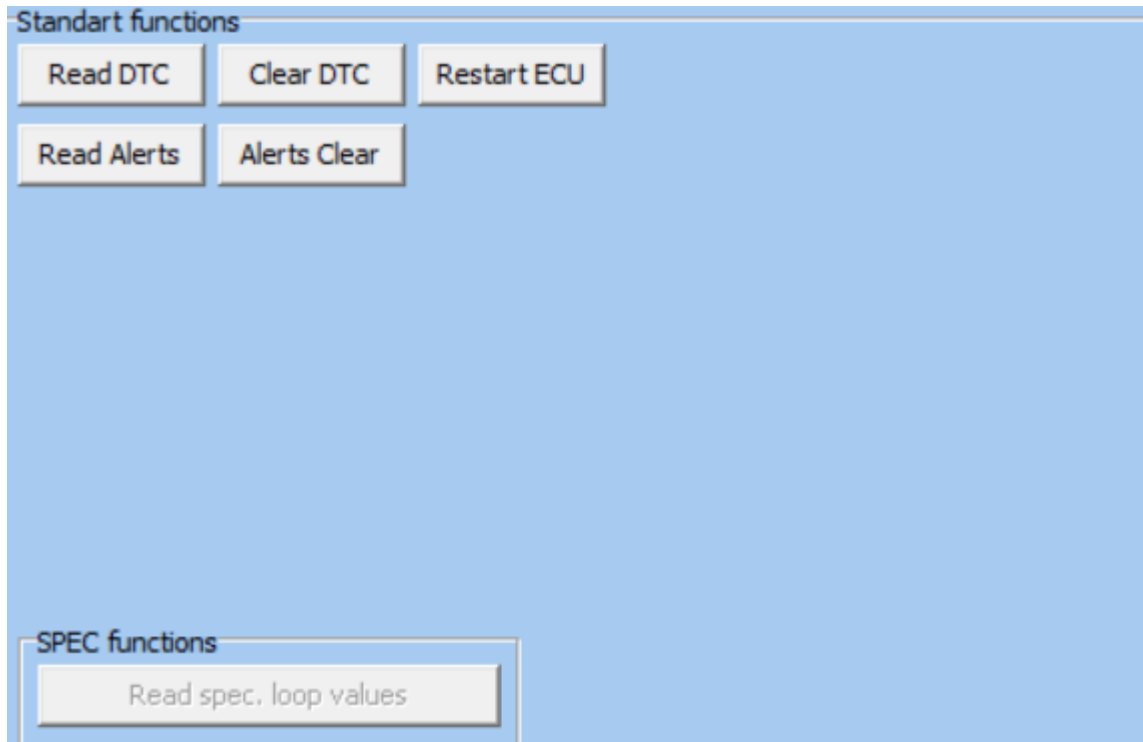 Standart functions
Read DTC Clear DTC Restart ECU
Read Alerts Alerts Clear
SPEC functions
Read spec. loop values